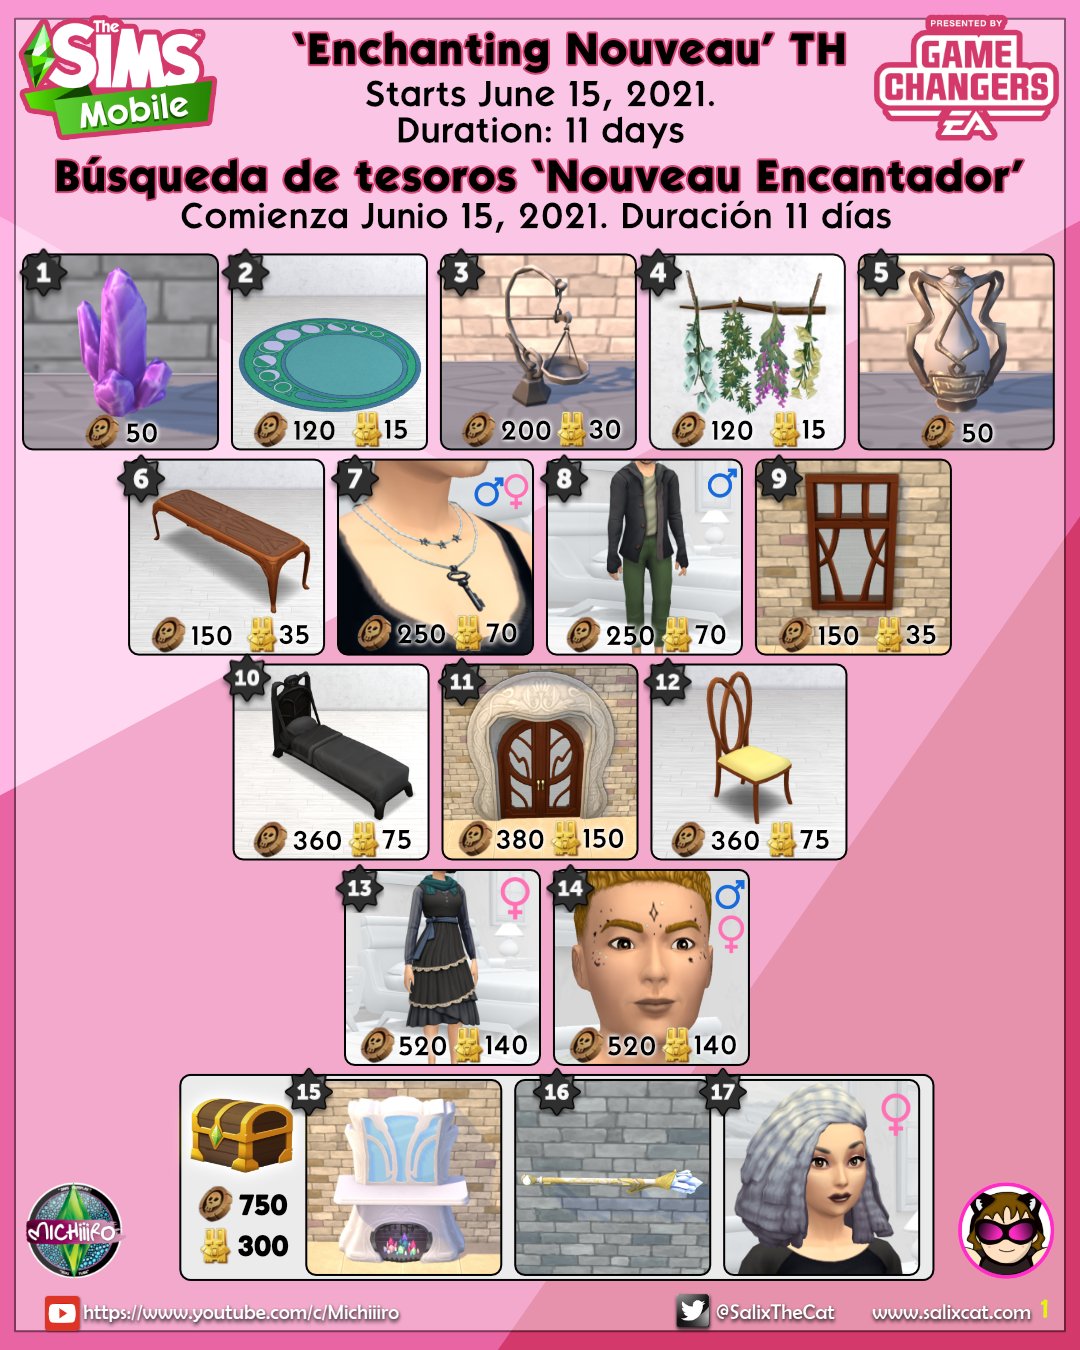 The SIMS Mobile
'Enchanting Nouveau' TH
PRESENTED BY
GAME CHANGERS
EA
Starts June 15, 2021.
Duration: 11 days
Búsqueda de tesoros 'Nouveau Encantador'
Comienza Junio 15, 2021. Duración 11 días
1
50
2
120 15
3
200 30
4
120 15
5
50
6
150 35
7
250 70
8
250 70
9
150 35
10
360 75
11
380 150
12
360 75
13
520 140
14
520 140
15
16
17
750
300
MICHIIIRO
https://www.youtube.com/c/Michiiiro
@SalixTheCat
www.salixcat.com
1